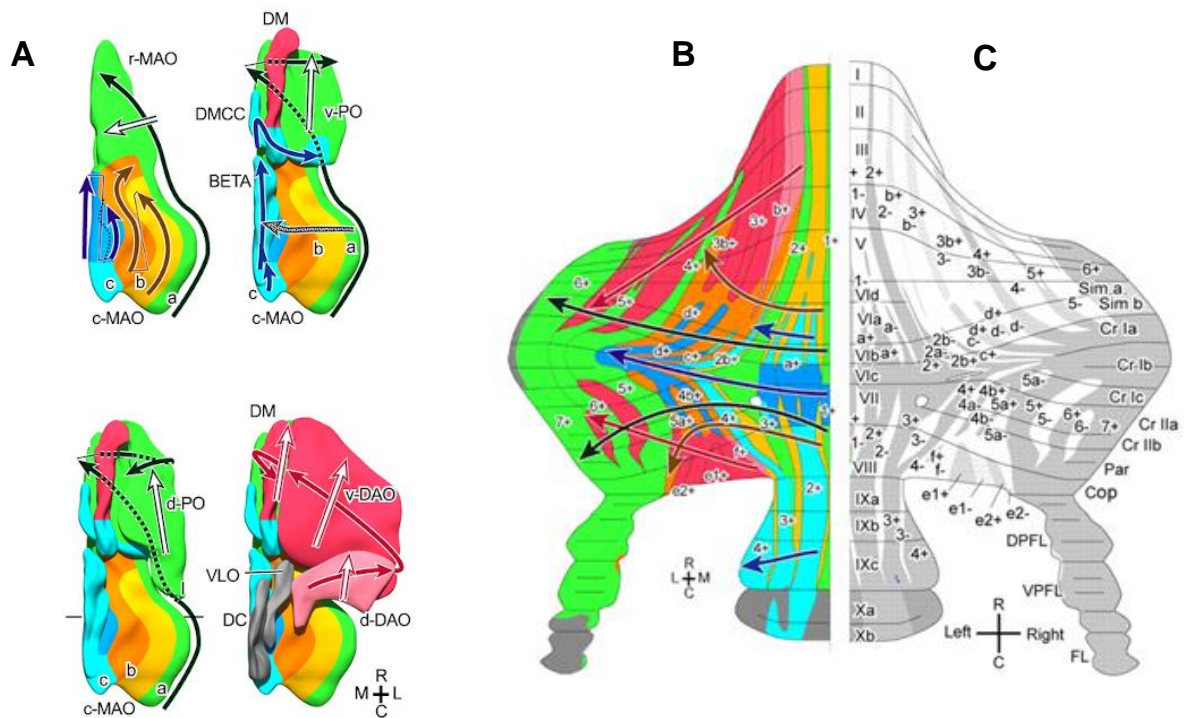 A
DM
r-MAO
DMCC
v-PO
BETA
b
a
c
c
b
a
c-MAO
c-MAO
DM
DM
v-DAO
d-PO
VLO
DC
d-DAO
b
c
a
c-MAO
R
M L
C
B
b+
3+
1+
3b+
2+
4+
6+
5+
d+
d+
c+
2b+
a+
5+
4b+
6+
7+
5a+
4+
3+
f+
e1+
e2+
2+
3+
4+
R
L M
C
C
I
II
III
+ 2+
1-
b+
IV
2-
3+
b-
V
3b+
3-
4+
3b-
5+
6+
1-
4-
Sim a
VId
5-
Sim b
d+
VIa
a-
d+
d-
d-
Cr Ia
a+
2b-
c-
VIb
a+
2a-
2b+
c+
2+
Cr Ib
VIc
5a-
4+
4b+
Cr Ic
VII
4a-
5a+
5+
6+
7+
Cr IIa
+
3+
4b-
5-
6-
1-
2+
3-
5a-
Cr IIb
2-
f+
VIII
4-
f-
Par
e1+
e1-
e2+
e2-
Cop
IXa
3+
IXb
3-
DPFL
4+
IXc
VPFL
Xa
R
Left Right
Xb
C
FL